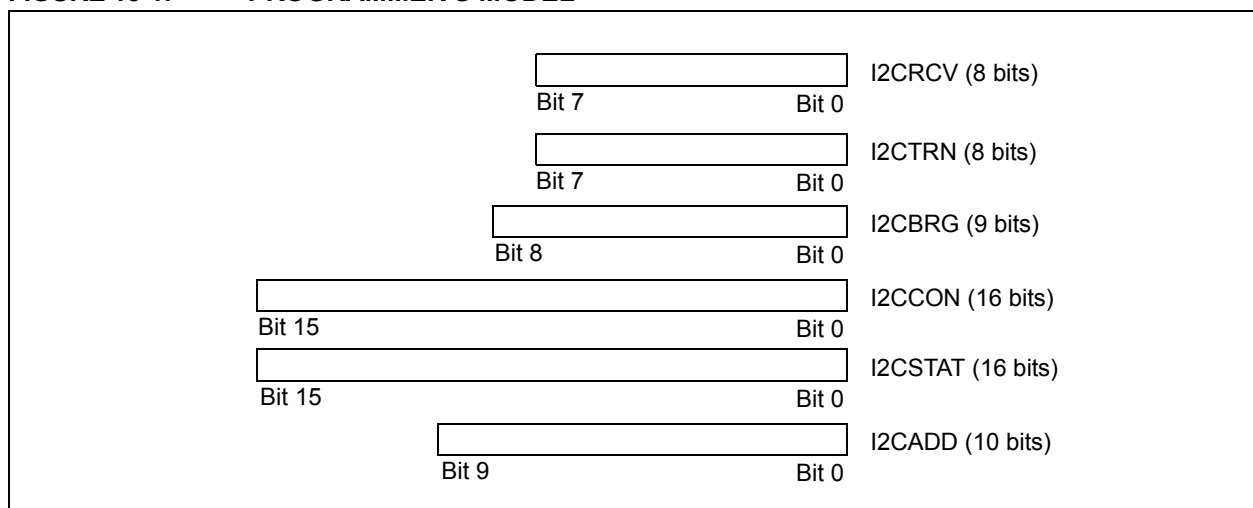 I2CRCV (8 bits)
Bit 7 Bit 0
I2CTRN (8 bits)
Bit 7 Bit 0
I2CBRG (9 bits)
Bit 8 Bit 0
I2CCON (16 bits)
Bit 15 Bit 0
I2CSTAT (16 bits)
Bit 15 Bit 0
I2CADD (10 bits)
Bit 9 Bit 0